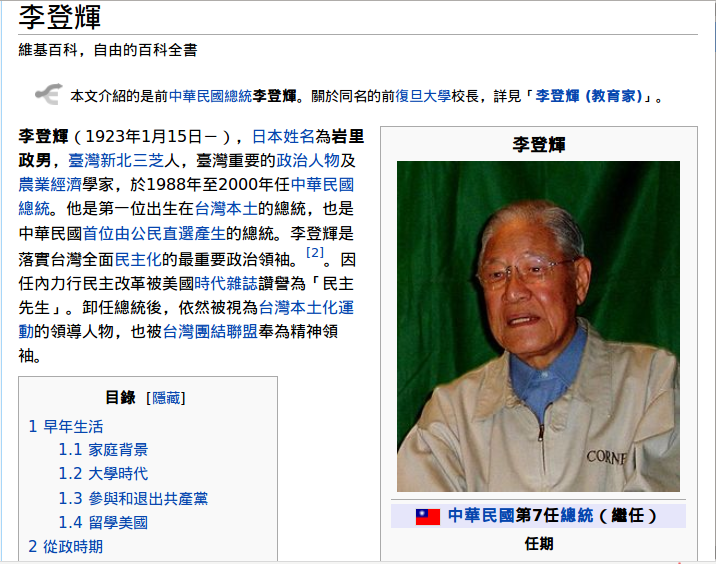 李登輝
維基百科，自由的百科全書
本文介紹的是前中華民國總統李登輝。關於同名的前復旦大學校長，詳見「李登輝 (教育家)」。
李登輝（1923年1月15日－），日本姓名為岩里
政男，臺灣新北三芝人，臺灣重要的政治人物及
農業經濟學家，於1988年至2000年任中華民國
總統。他是第一位出生在台灣本土的總統，也是
中華民國首位由公民直選產生的總統。李登輝是
落實台灣全面民主化的最重要政治領袖。[2]。因
任內力行民主改革被美國時代雜誌讚譽為「民主
先生」。卸任總統後，依然被視為台灣本土化運
動的領導人物，也被台灣團結聯盟奉為精神領
袖。
目錄 [隱藏]
1 早年生活
1.1 家庭背景
1.2 大學時代
1.3 參與和退出共產黨
1.4 留學美國
2 從政時期
李登輝
CORNE
中華民國第7任總統（繼任）
任期